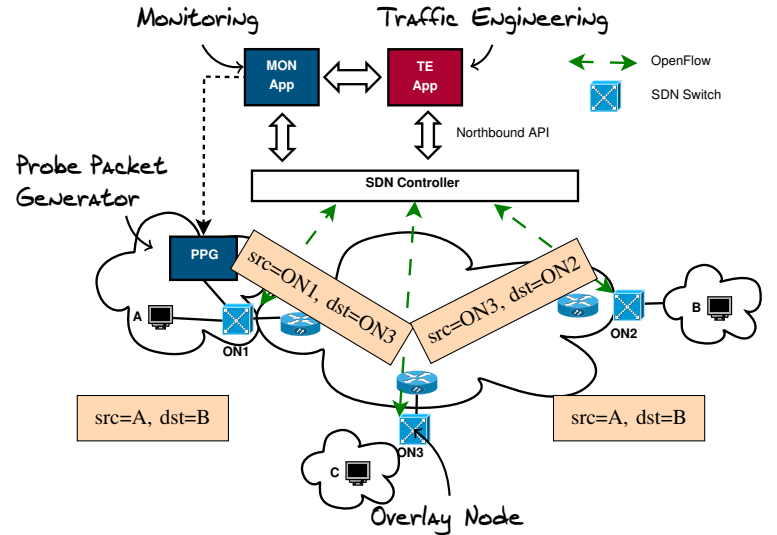 Monitoring
Traffic Engineering
MON
App
TE
App
OpenFlow
SDN Switch
Northbound API
Probe Packet
Generator
SDN Controller
PPG
src=ON1, dst=ON3
src=ON3, dst=ON2
A
ON1
B
ON2
src=A, dst=B
src=A, dst=B
ON3
C
Overlay Node